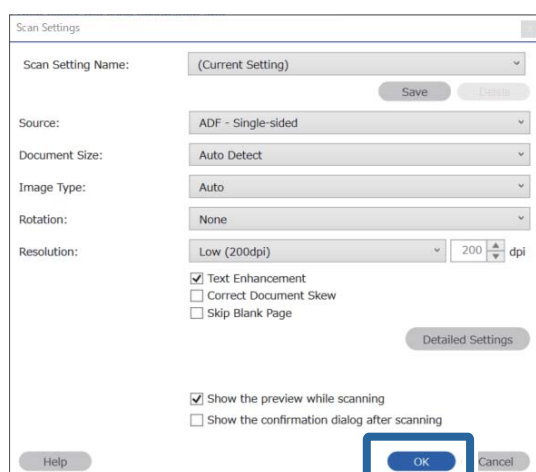 Scan Settings
Scan Setting Name: (Current Setting)
Save Delete
Source: ADF - Single-sided
Document Size: Auto Detect
Image Type: Auto
Rotation: None
Resolution: Low (200dpi) 200 dpi
Text Enhancement
Correct Document Skew
Skip Blank Page
Detailed Settings
Show the preview while scanning
Show the confirmation dialog after scanning
Help OK Cancel